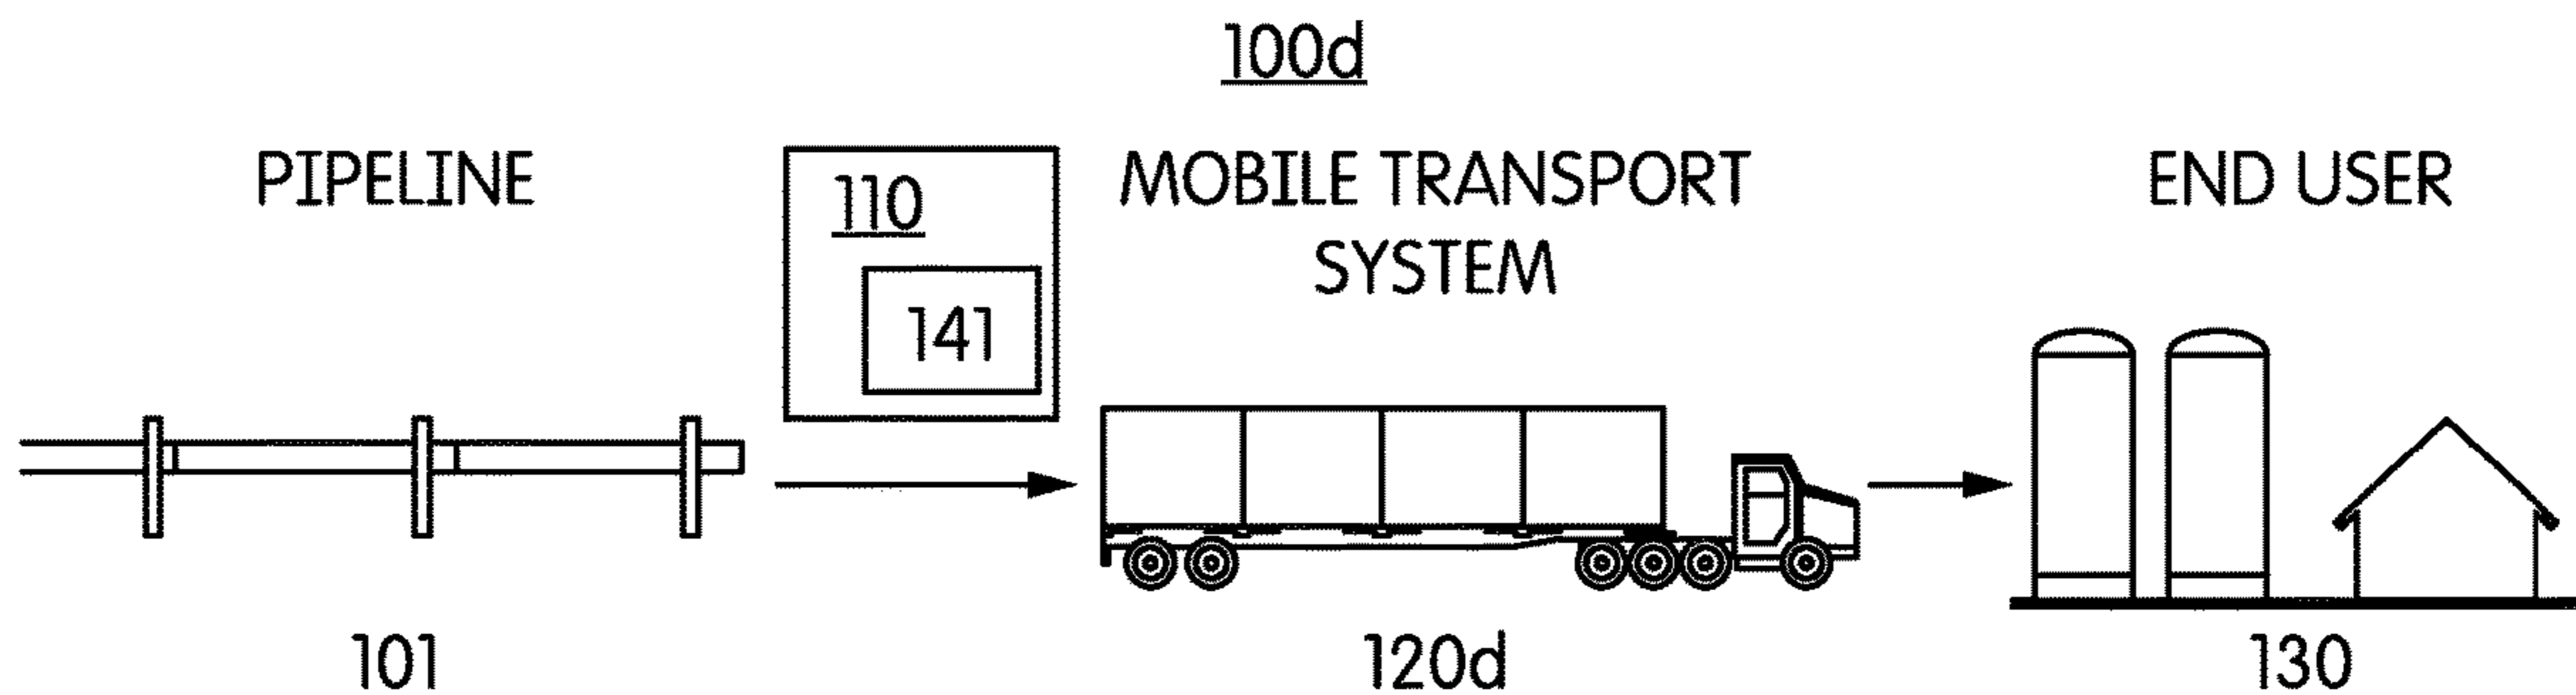 100d
PIPELINE
110
141
MOBILE TRANSPORT
SYSTEM
END USER
101
120d
130